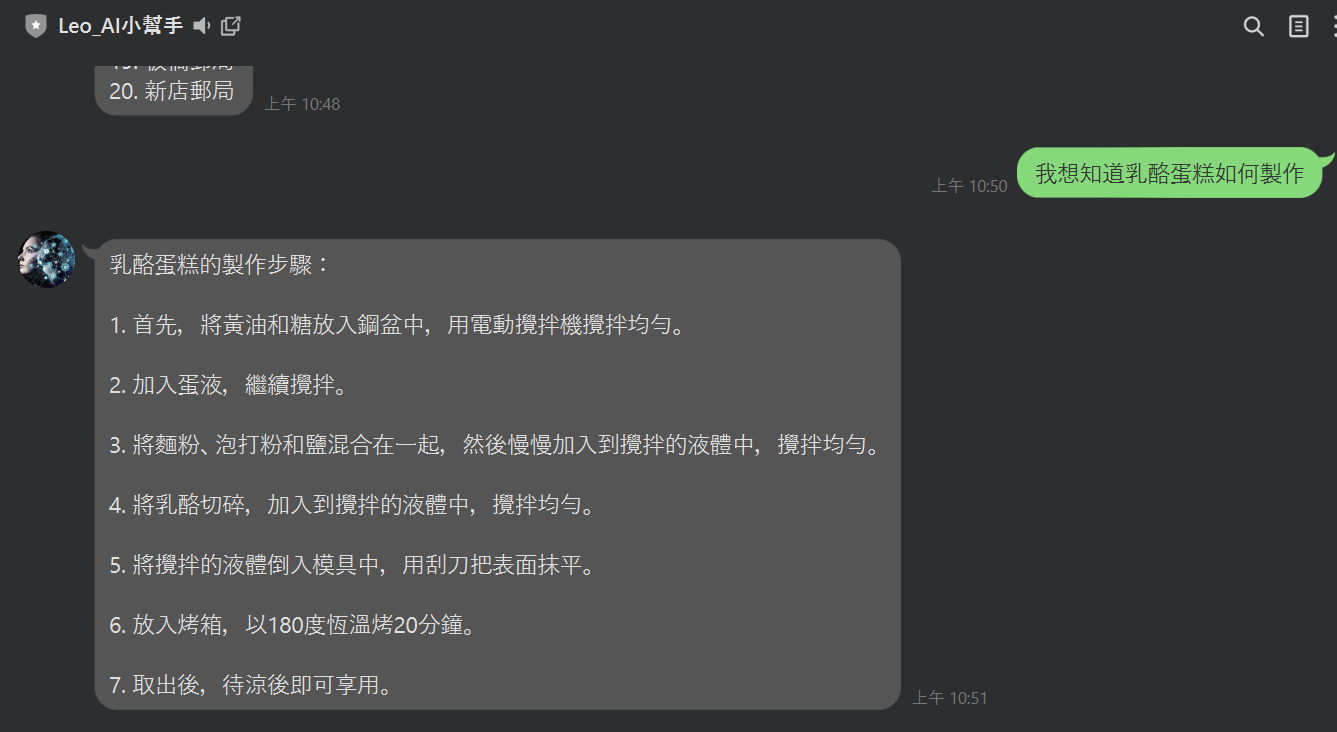 Leo_AI小幫手
20. 新店郵局
上午 10:48
我想知道乳酪蛋糕如何製作
上午 10:50
乳酪蛋糕的製作步驟：
1. 首先，將黃油和糖放入鋼盆中，用電動攪拌機攪拌均勻。
2. 加入蛋液，繼續攪拌。
3. 將麵粉、泡打粉和鹽混合在一起，然後慢慢加入到攪拌的液體中，攪拌均勻。
4. 將乳酪切碎，加入到攪拌的液體中，攪拌均勻。
5. 將攪拌的液體倒入模具中，用刮刀把表面抹平。
6. 放入烤箱，以180度恆溫烤20分鐘。
7. 取出後，待涼後即可享用。
上午 10:51